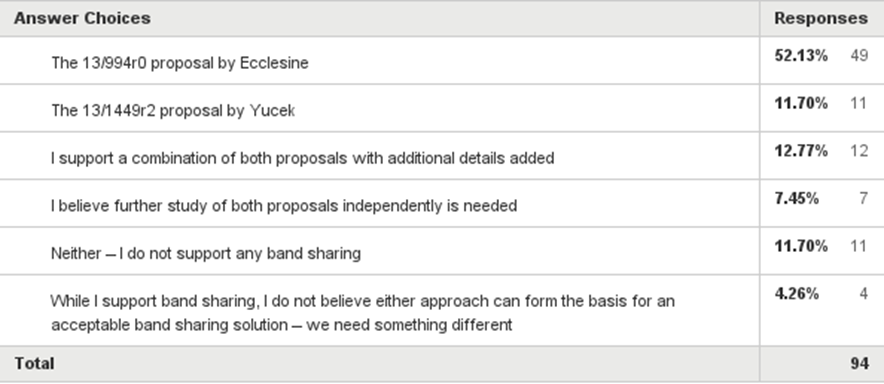 Answer Choices Responses
The 13/994r0 proposal by Ecclesine 52.13% 49
The 13/1449r2 proposal by Yucek 11.70% 11
I support a combination of both proposals with additional details added 12.77% 12
I believe further study of both proposals independently is needed 7.45% 7
Neither – I do not support any band sharing 11.70% 11
While I support band sharing, I do not believe either approach can form the basis for an 4.26% 4
acceptable band sharing solution – we need something different
Total 94